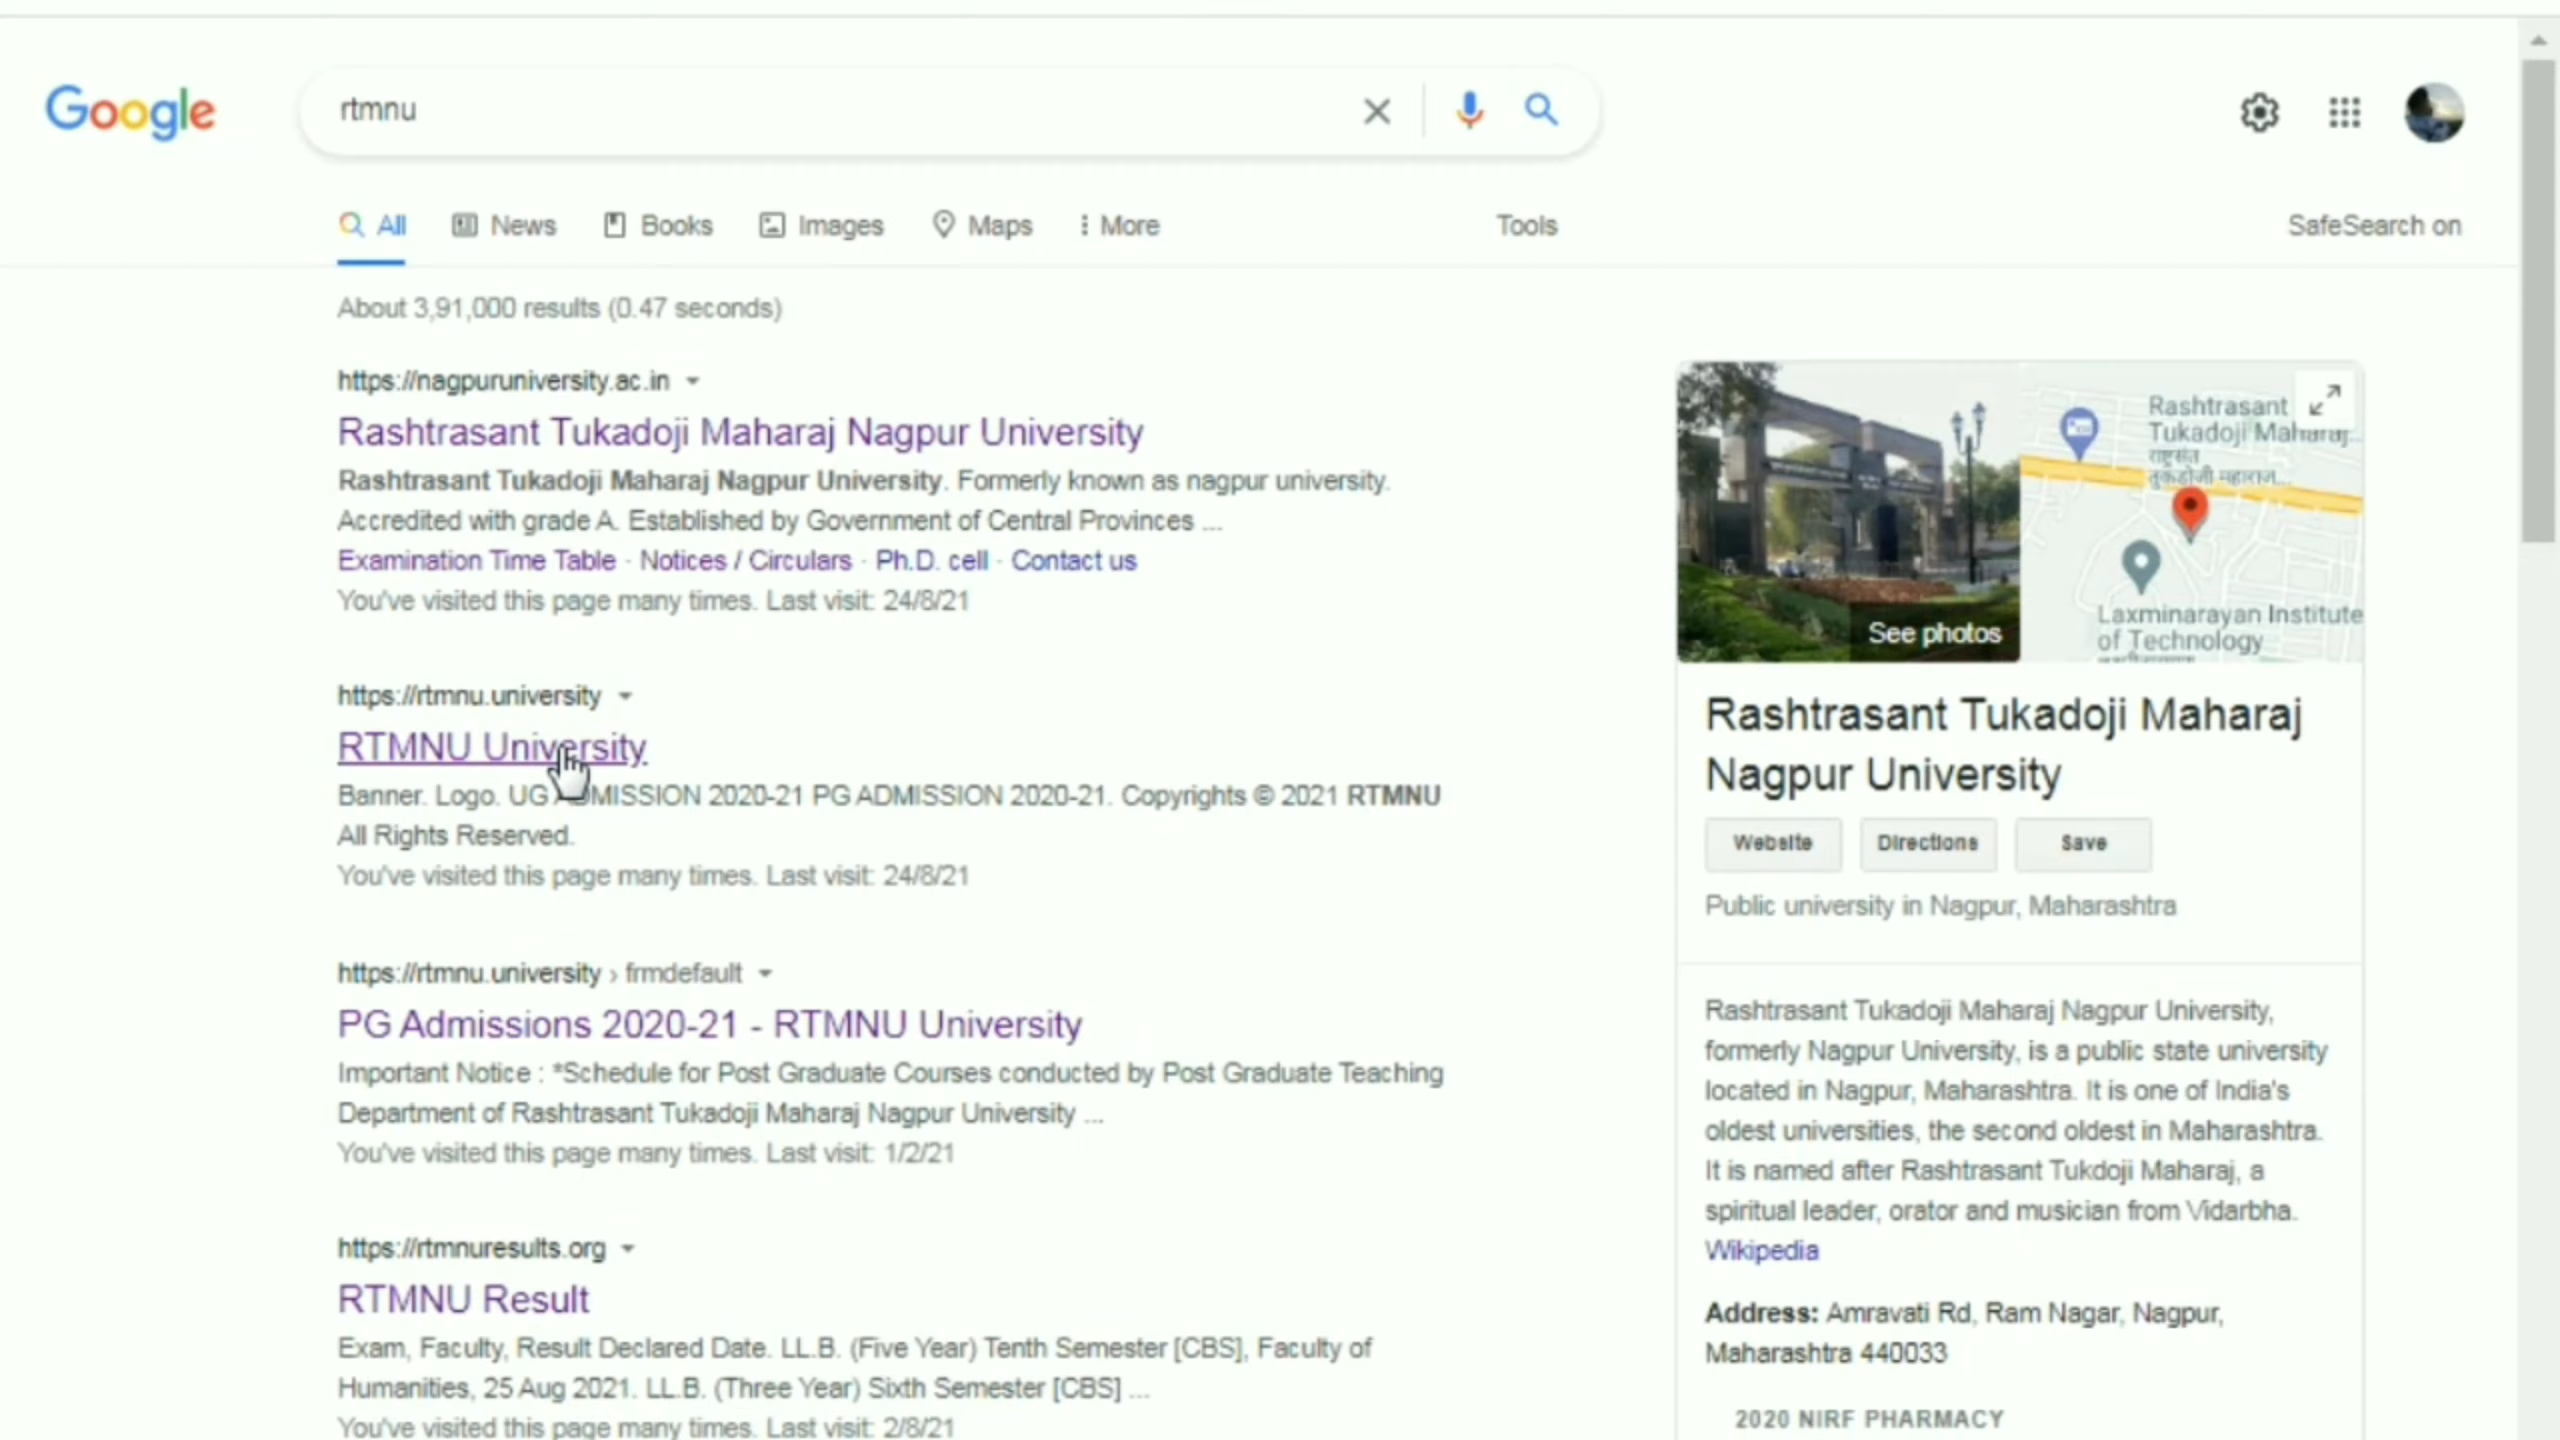 Google
rtmnu
All
News
Books
Images
Maps
More
Tools
SafeSearch on
About 3,91,000 results (0.47 seconds)
https://nagpuruniversity.ac.in
Rashtrasant Tukadoji Maharaj Nagpur University
Rashtrasant Tukadoji Maharaj Nagpur University. Formerly known as nagpur university.
Accredited with grade A. Established by Government of Central Provinces ...
Examination Time Table · Notices / Circulars · Ph.D. cell · Contact us
You've visited this page many times. Last visit: 24/8/21
https://rtmnu.university
RTMNU University
Banner. Logo. UG ADMISSION 2020-21 PG ADMISSION 2020-21. Copyrights © 2021 RTMNU
All Rights Reserved.
You've visited this page many times. Last visit: 24/8/21
https://rtmnu.university › frmdefault
PG Admissions 2020-21 - RTMNU University
Important Notice : *Schedule for Post Graduate Courses conducted by Post Graduate Teaching
Department of Rashtrasant Tukadoji Maharaj Nagpur University ...
You've visited this page many times. Last visit: 1/2/21
https://rtmnuresults.org
RTMNU Result
Exam, Faculty, Result Declared Date. LL.B. (Five Year) Tenth Semester [CBS], Faculty of
Humanities, 25 Aug 2021. LL.B. (Three Year) Sixth Semester [CBS] ...
You've visited this page many times. Last visit: 2/8/21
See photos
Rashtrasant
Tukadoji Maharaj...
राष्ट्रसंत
तुकडोजी महाराज...
Laxminarayan Institute
of Technology
Rashtrasant Tukadoji Maharaj
Nagpur University
Website
Directions
Save
Public university in Nagpur, Maharashtra
Rashtrasant Tukadoji Maharaj Nagpur University,
formerly Nagpur University, is a public state university
located in Nagpur, Maharashtra. It is one of India's
oldest universities, the second oldest in Maharashtra.
It is named after Rashtrasant Tukdoji Maharaj, a
spiritual leader, orator and musician from Vidarbha.
Wikipedia
Address: Amravati Rd, Ram Nagar, Nagpur,
Maharashtra 440033
2020 NIRF PHARMACY